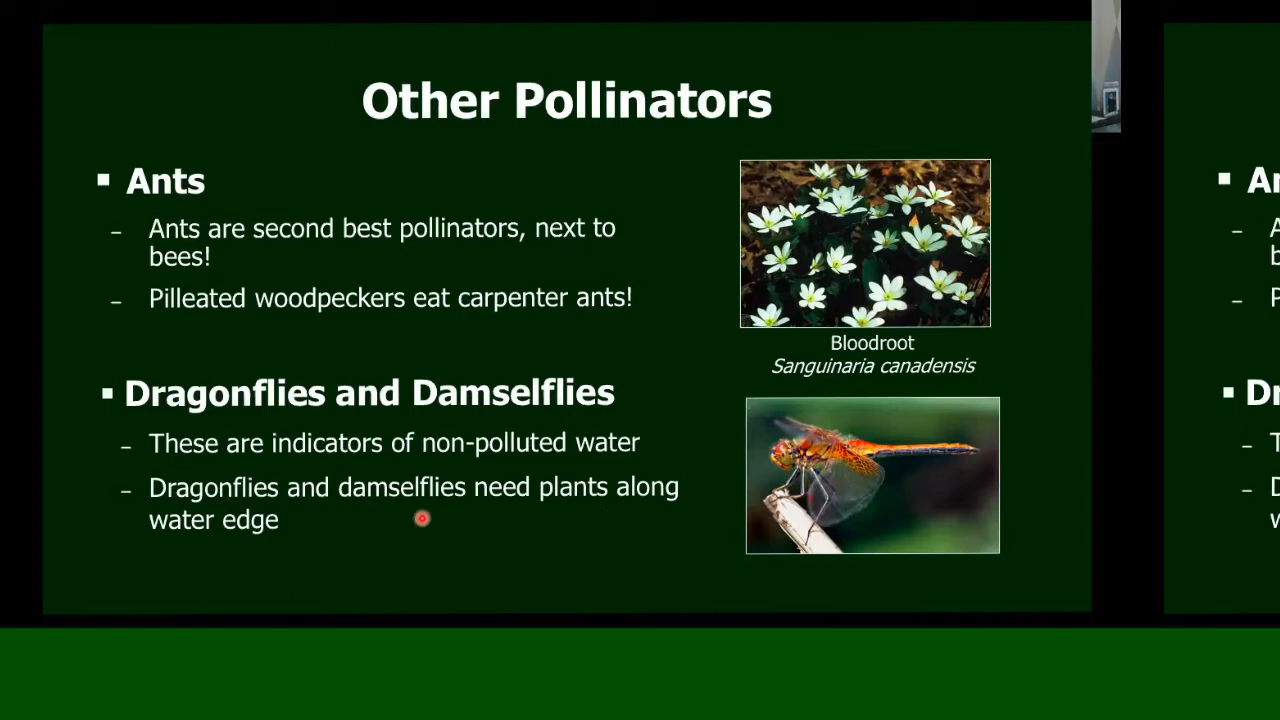 Other Pollinators
▪ Ants
– Ants are second best pollinators, next to
bees!
– Pilleated woodpeckers eat carpenter ants!
Bloodroot
Sanguinaria canadensis
▪ Dragonflies and Damselflies
– These are indicators of non-polluted water
– Dragonflies and damselflies need plants along
water edge